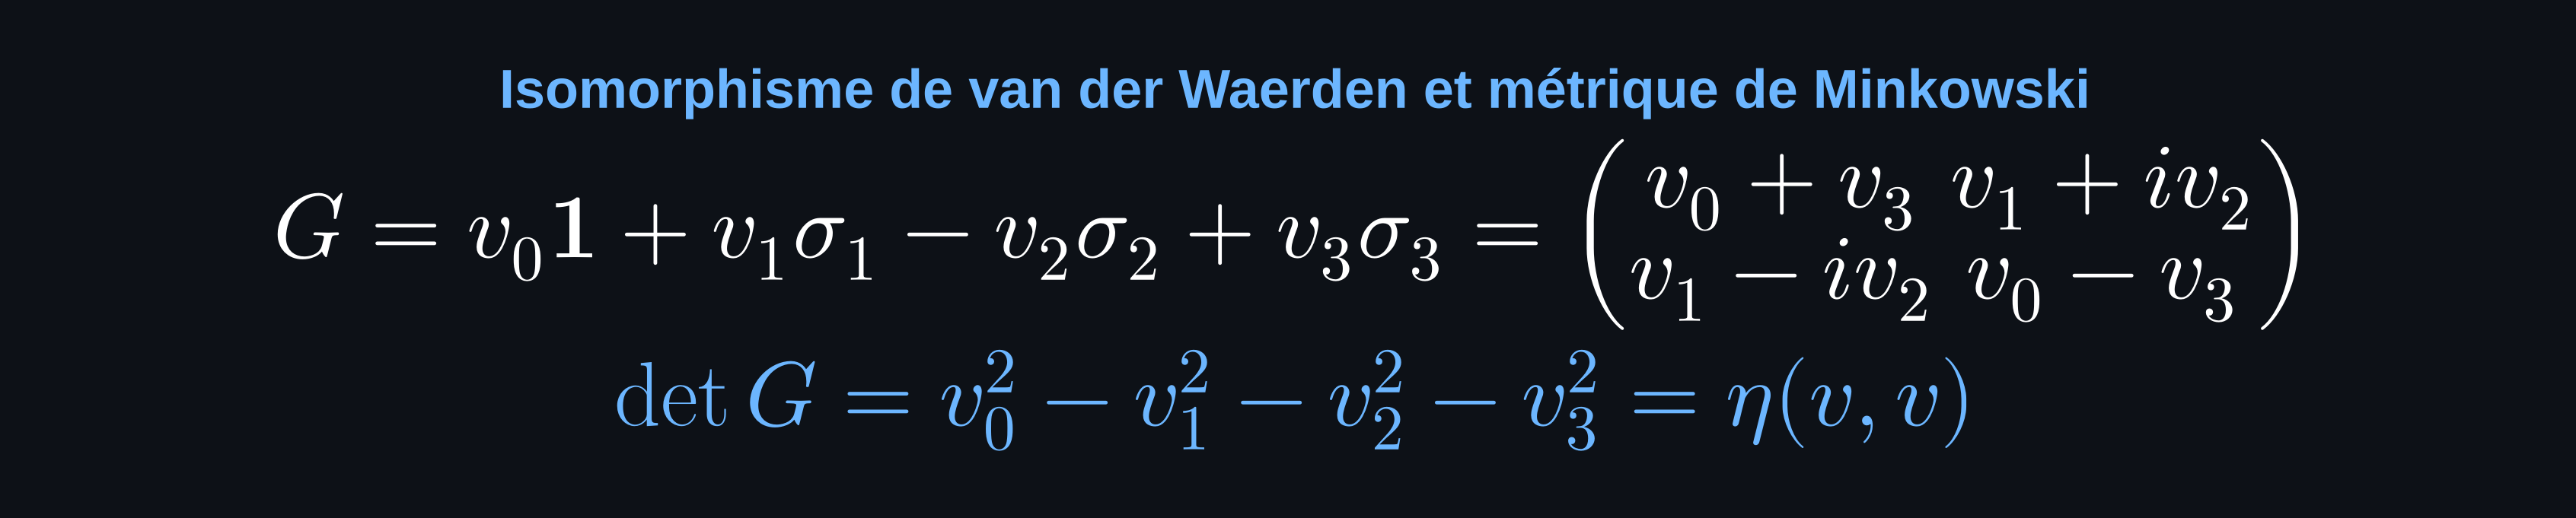 Isomorphisme de van der Waerden et métrique de Minkowski
G = v₀𝟏 + v₁σ₁ − v₂σ₂ + v₃σ₃ = ( v₀ + v₃  v₁ + iv₂
v₁ − iv₂  v₀ − v₃ )
det G = v₀² − v₁² − v₂² − v₃² = η(v, v)